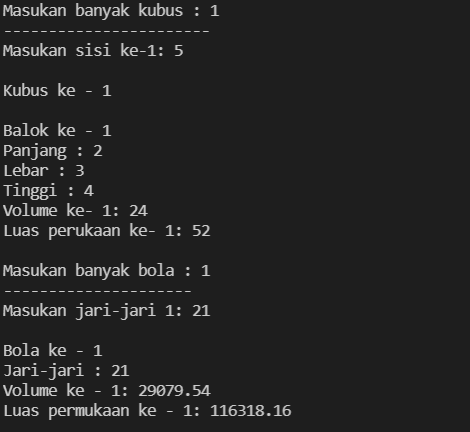 Masukan banyak kubus : 1
-----------------------
Masukan sisi ke-1: 5
Kubus ke - 1
Balok ke - 1
Panjang : 2
Lebar : 3
Tinggi : 4
Volume ke- 1: 24
Luas perukaan ke- 1: 52
Masukan banyak bola : 1
---------------------
Masukan jari-jari 1: 21
Bola ke - 1
Jari-jari : 21
Volume ke - 1: 29079.54
Luas permukaan ke - 1: 116318.16